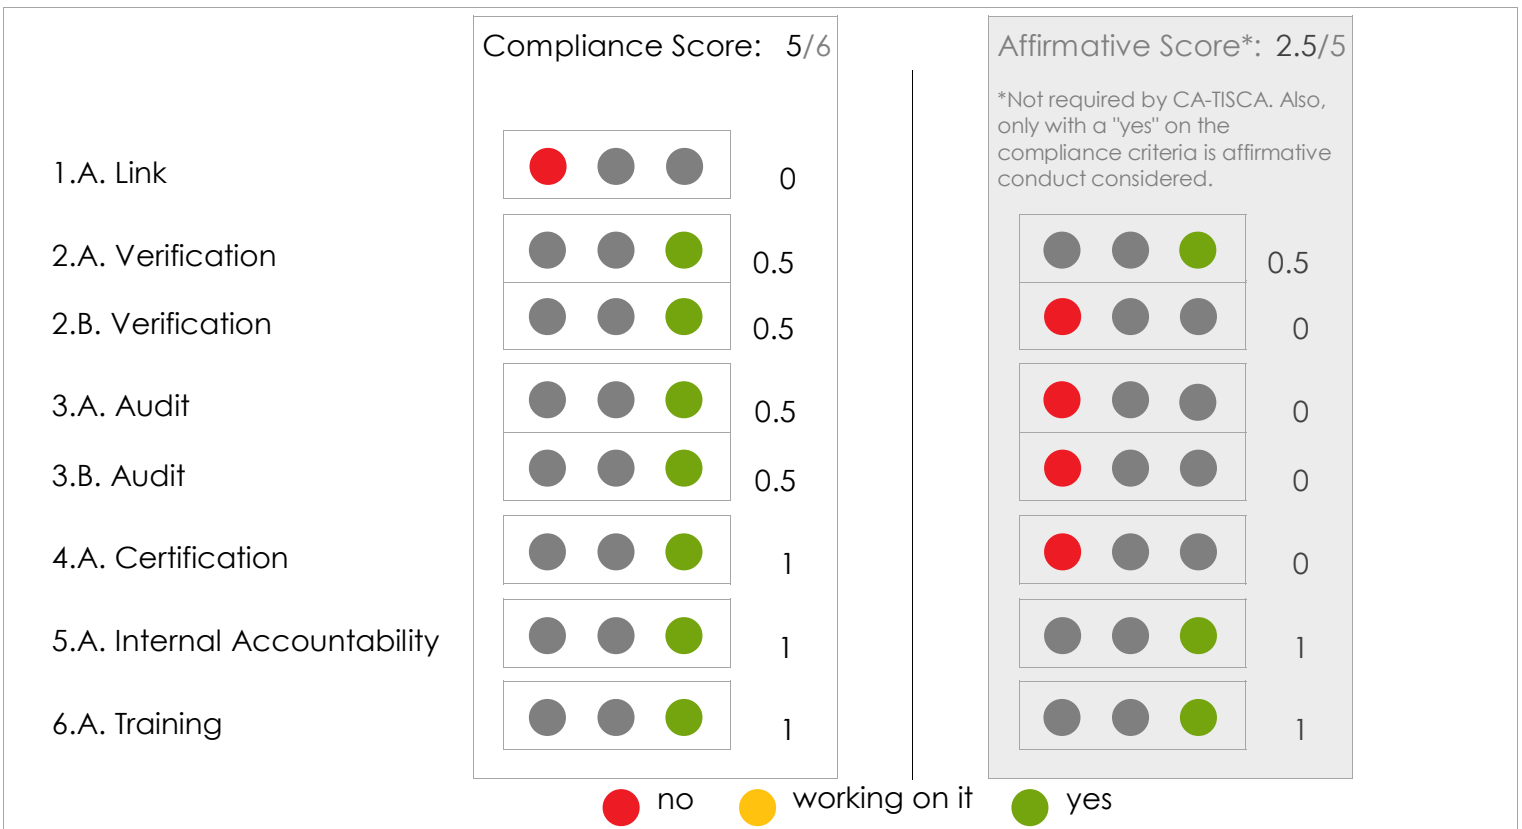 Compliance Score: 5/6
Affirmative Score*: 2.5/5
*Not required by CA-TISCA. Also,
only with a "yes" on the
compliance criteria is affirmative
conduct considered.
1.A. Link 0
2.A. Verification 0.5 0.5
2.B. Verification 0.5 0
3.A. Audit 0.5 0
3.B. Audit 0.5 0
4.A. Certification 1 0
5.A. Internal Accountability 1 1
6.A. Training 1 1
no working on it yes